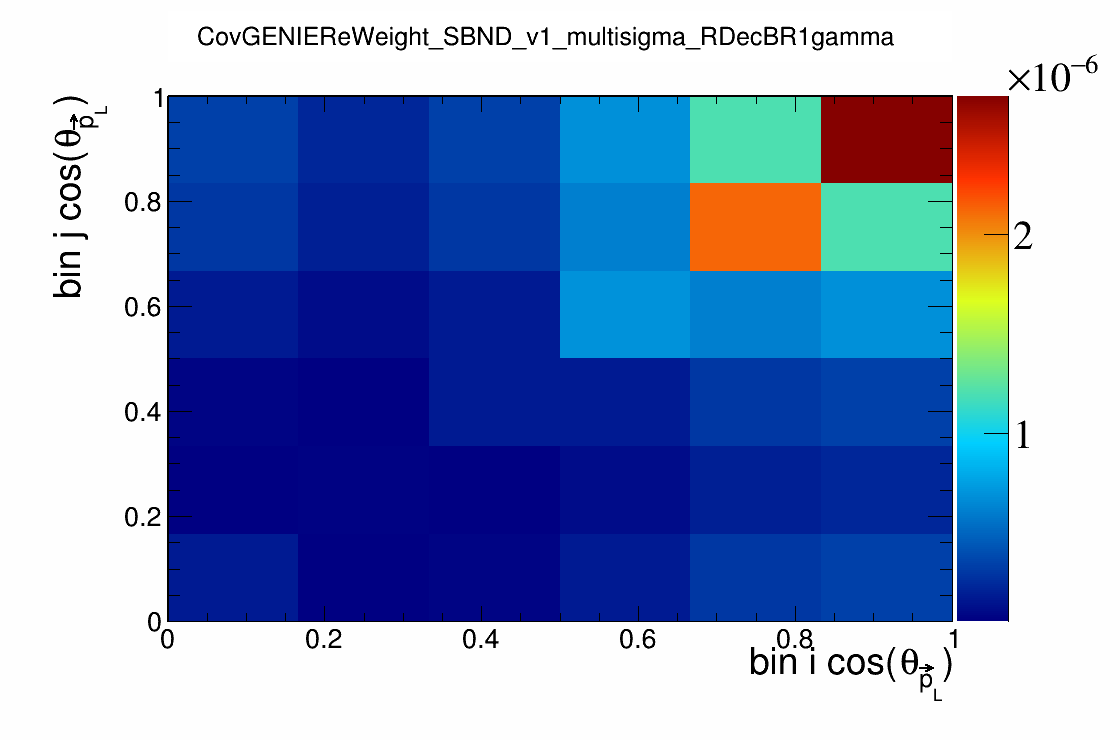 CovGENIEReWeight_SBND_v1_multisigma_RDecBR1gamma
×10⁻⁶
bin j cos(θ_p⃗_L)
1
0.8
0.6
0.4
0.2
0
0 0.2 0.4 0.6 0.8 1
bin i cos(θ_p⃗_L)
2
1